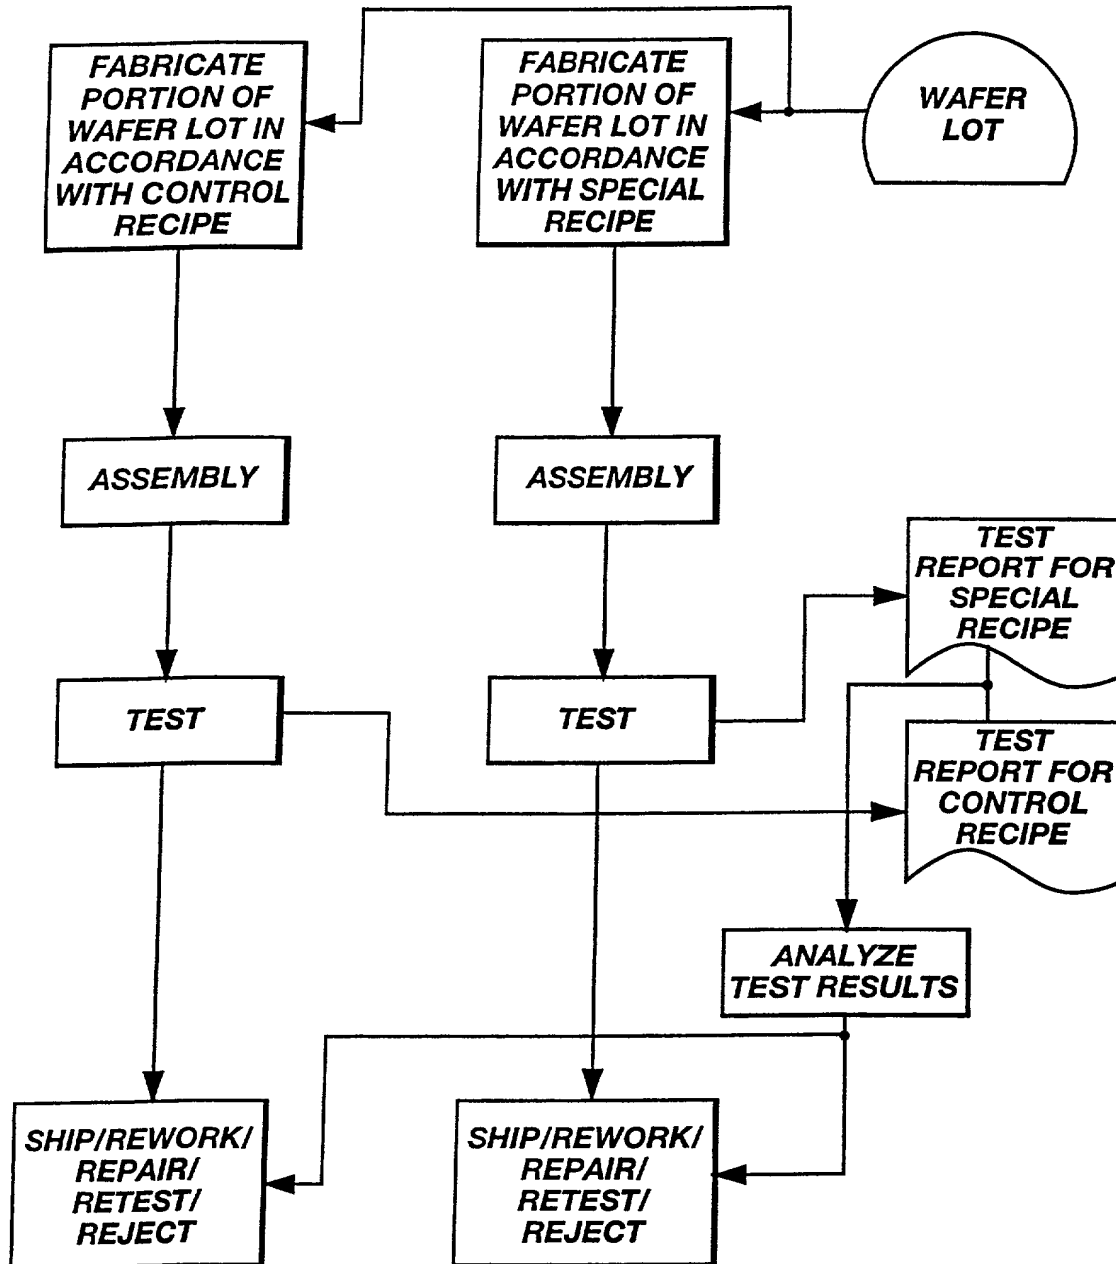 FABRICATE
PORTION OF
WAFER LOT IN
ACCORDANCE
WITH CONTROL
RECIPE
FABRICATE
PORTION OF
WAFER LOT IN
ACCORDANCE
WITH SPECIAL
RECIPE
WAFER
LOT
ASSEMBLY
ASSEMBLY
TEST
REPORT FOR
SPECIAL
RECIPE
TEST
TEST
TEST
REPORT FOR
CONTROL
RECIPE
ANALYZE
TEST RESULTS
SHIP/REWORK/
REPAIR/
RETEST/
REJECT
SHIP/REWORK/
REPAIR/
RETEST/
REJECT